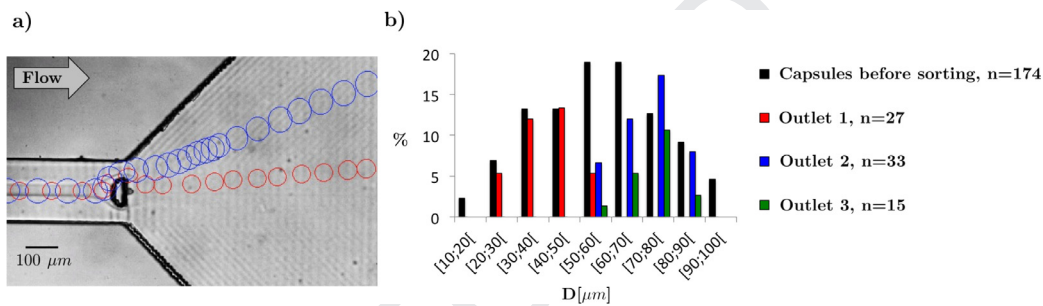 a)
Flow
100 μm
b)
20
15
%
10
5
0
[10;20[
[20;30[
[30;40[
[40;50[
[50;60[
[60;70[
[70;80[
[80;90[
[90;100[
D[μm]
Capsules before sorting, n=174
Outlet 1, n=27
Outlet 2, n=33
Outlet 3, n=15